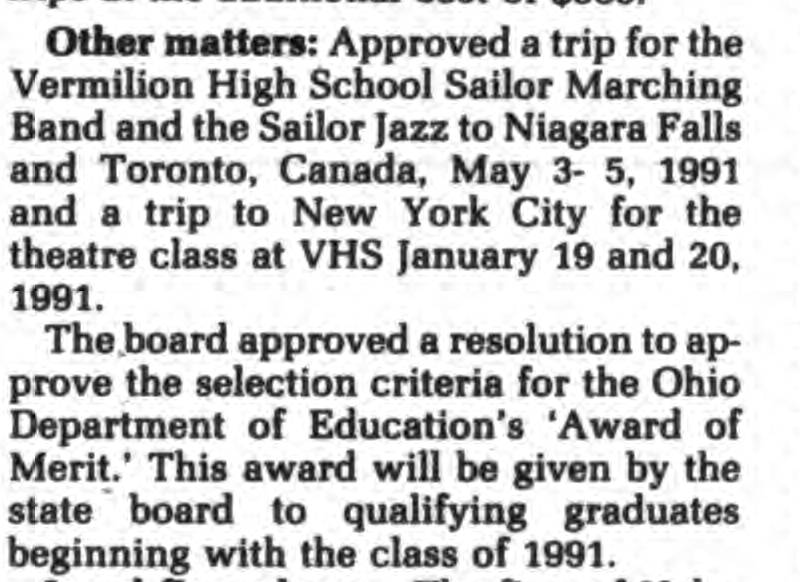 Other matters: Approved a trip for the
Vermilion High School Sailor Marching
Band and the Sailor Jazz to Niagara Falls
and Toronto, Canada, May 3- 5, 1991
and a trip to New York City for the
theatre class at VHS January 19 and 20,
1991.
The board approved a resolution to ap-
prove the selection criteria for the Ohio
Department of Education's 'Award of
Merit.' This award will be given by the
state board to qualifying graduates
beginning with the class of 1991.